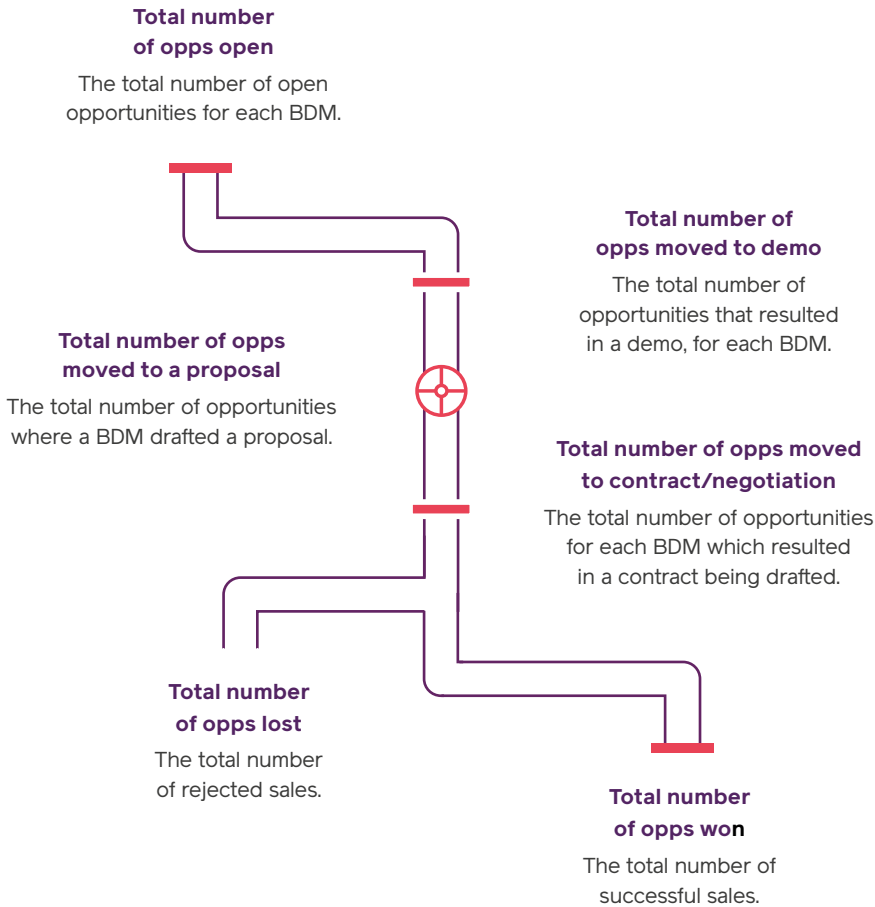 Total number
of opps open
The total number of open
opportunities for each BDM.
Total number of
opps moved to demo
The total number of
opportunities that resulted
in a demo, for each BDM.
Total number of opps
moved to a proposal
The total number of opportunities
where a BDM drafted a proposal.
Total number of opps moved
to contract/negotiation
The total number of opportunities
for each BDM which resulted
in a contract being drafted.
Total number
of opps lost
The total number
of rejected sales.
Total number
of opps won
The total number of
successful sales.